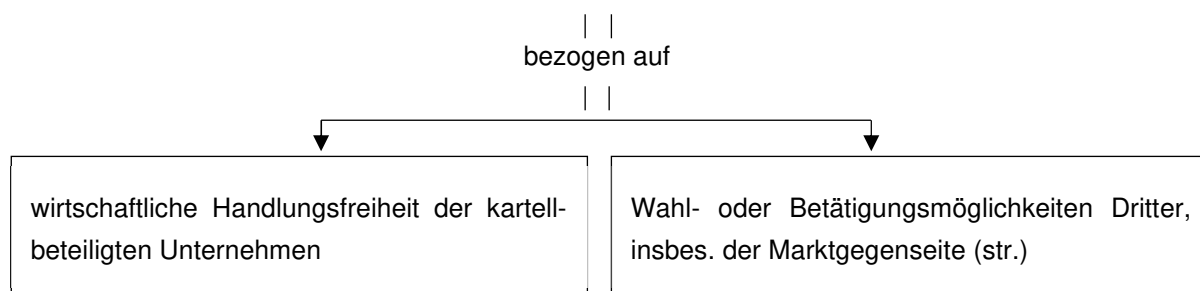 bezogen auf
wirtschaftliche Handlungsfreiheit der kartell-
beteiligten Unternehmen
Wahl- oder Betätigungsmöglichkeiten Dritter,
insbes. der Marktgegenseite (str.)